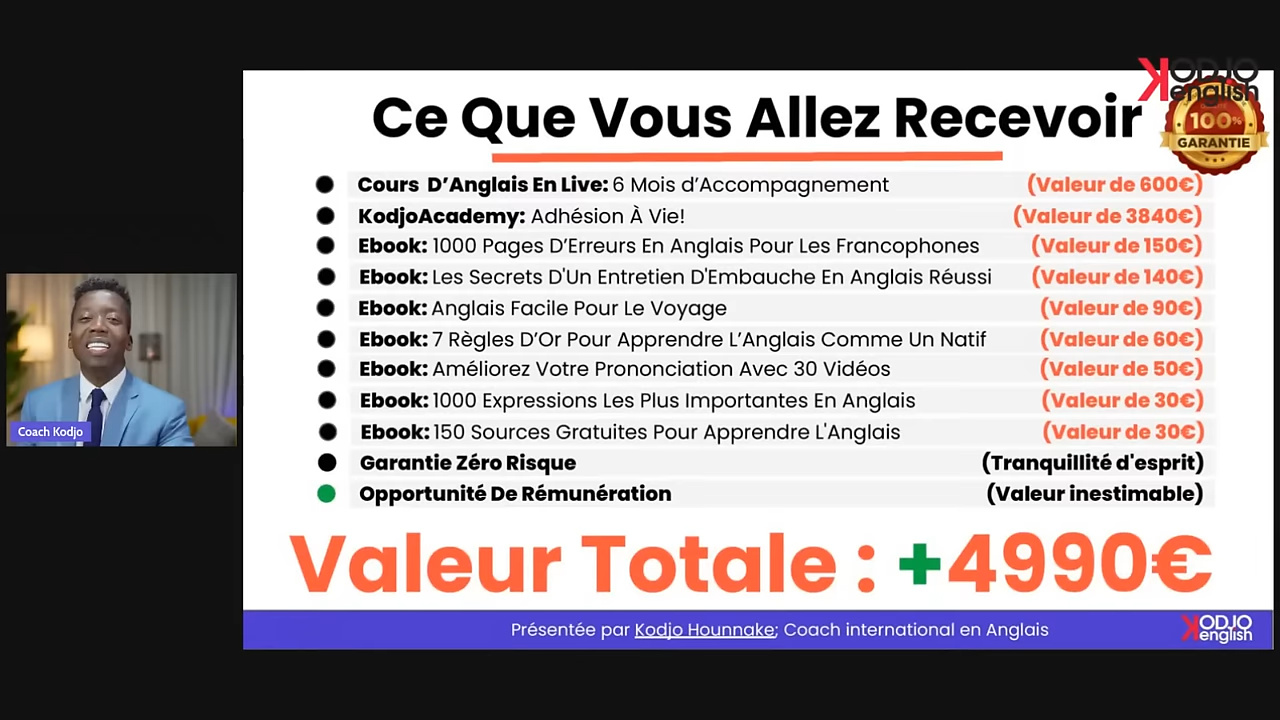 Ce Que Vous Allez Recevoir
KODJO
english
100%
GARANTIE
Cours D’Anglais En Live: 6 Mois d’Accompagnement (Valeur de 600€)
KodjoAcademy: Adhésion À Vie! (Valeur de 3840€)
Ebook: 1000 Pages D’Erreurs En Anglais Pour Les Francophones (Valeur de 150€)
Ebook: Les Secrets D'Un Entretien D'Embauche En Anglais Réussi (Valeur de 140€)
Ebook: Anglais Facile Pour Le Voyage (Valeur de 90€)
Ebook: 7 Règles D’Or Pour Apprendre L’Anglais Comme Un Natif (Valeur de 60€)
Ebook: Améliorez Votre Prononciation Avec 30 Vidéos (Valeur de 50€)
Ebook: 1000 Expressions Les Plus Importantes En Anglais (Valeur de 30€)
Ebook: 150 Sources Gratuites Pour Apprendre L'Anglais (Valeur de 30€)
Garantie Zéro Risque (Tranquillité d'esprit)
Opportunité De Rémunération (Valeur inestimable)
Valeur Totale : +4990€
Coach Kodjo
Présentée par Kodjo Hounnake; Coach international en Anglais
KODJO
english